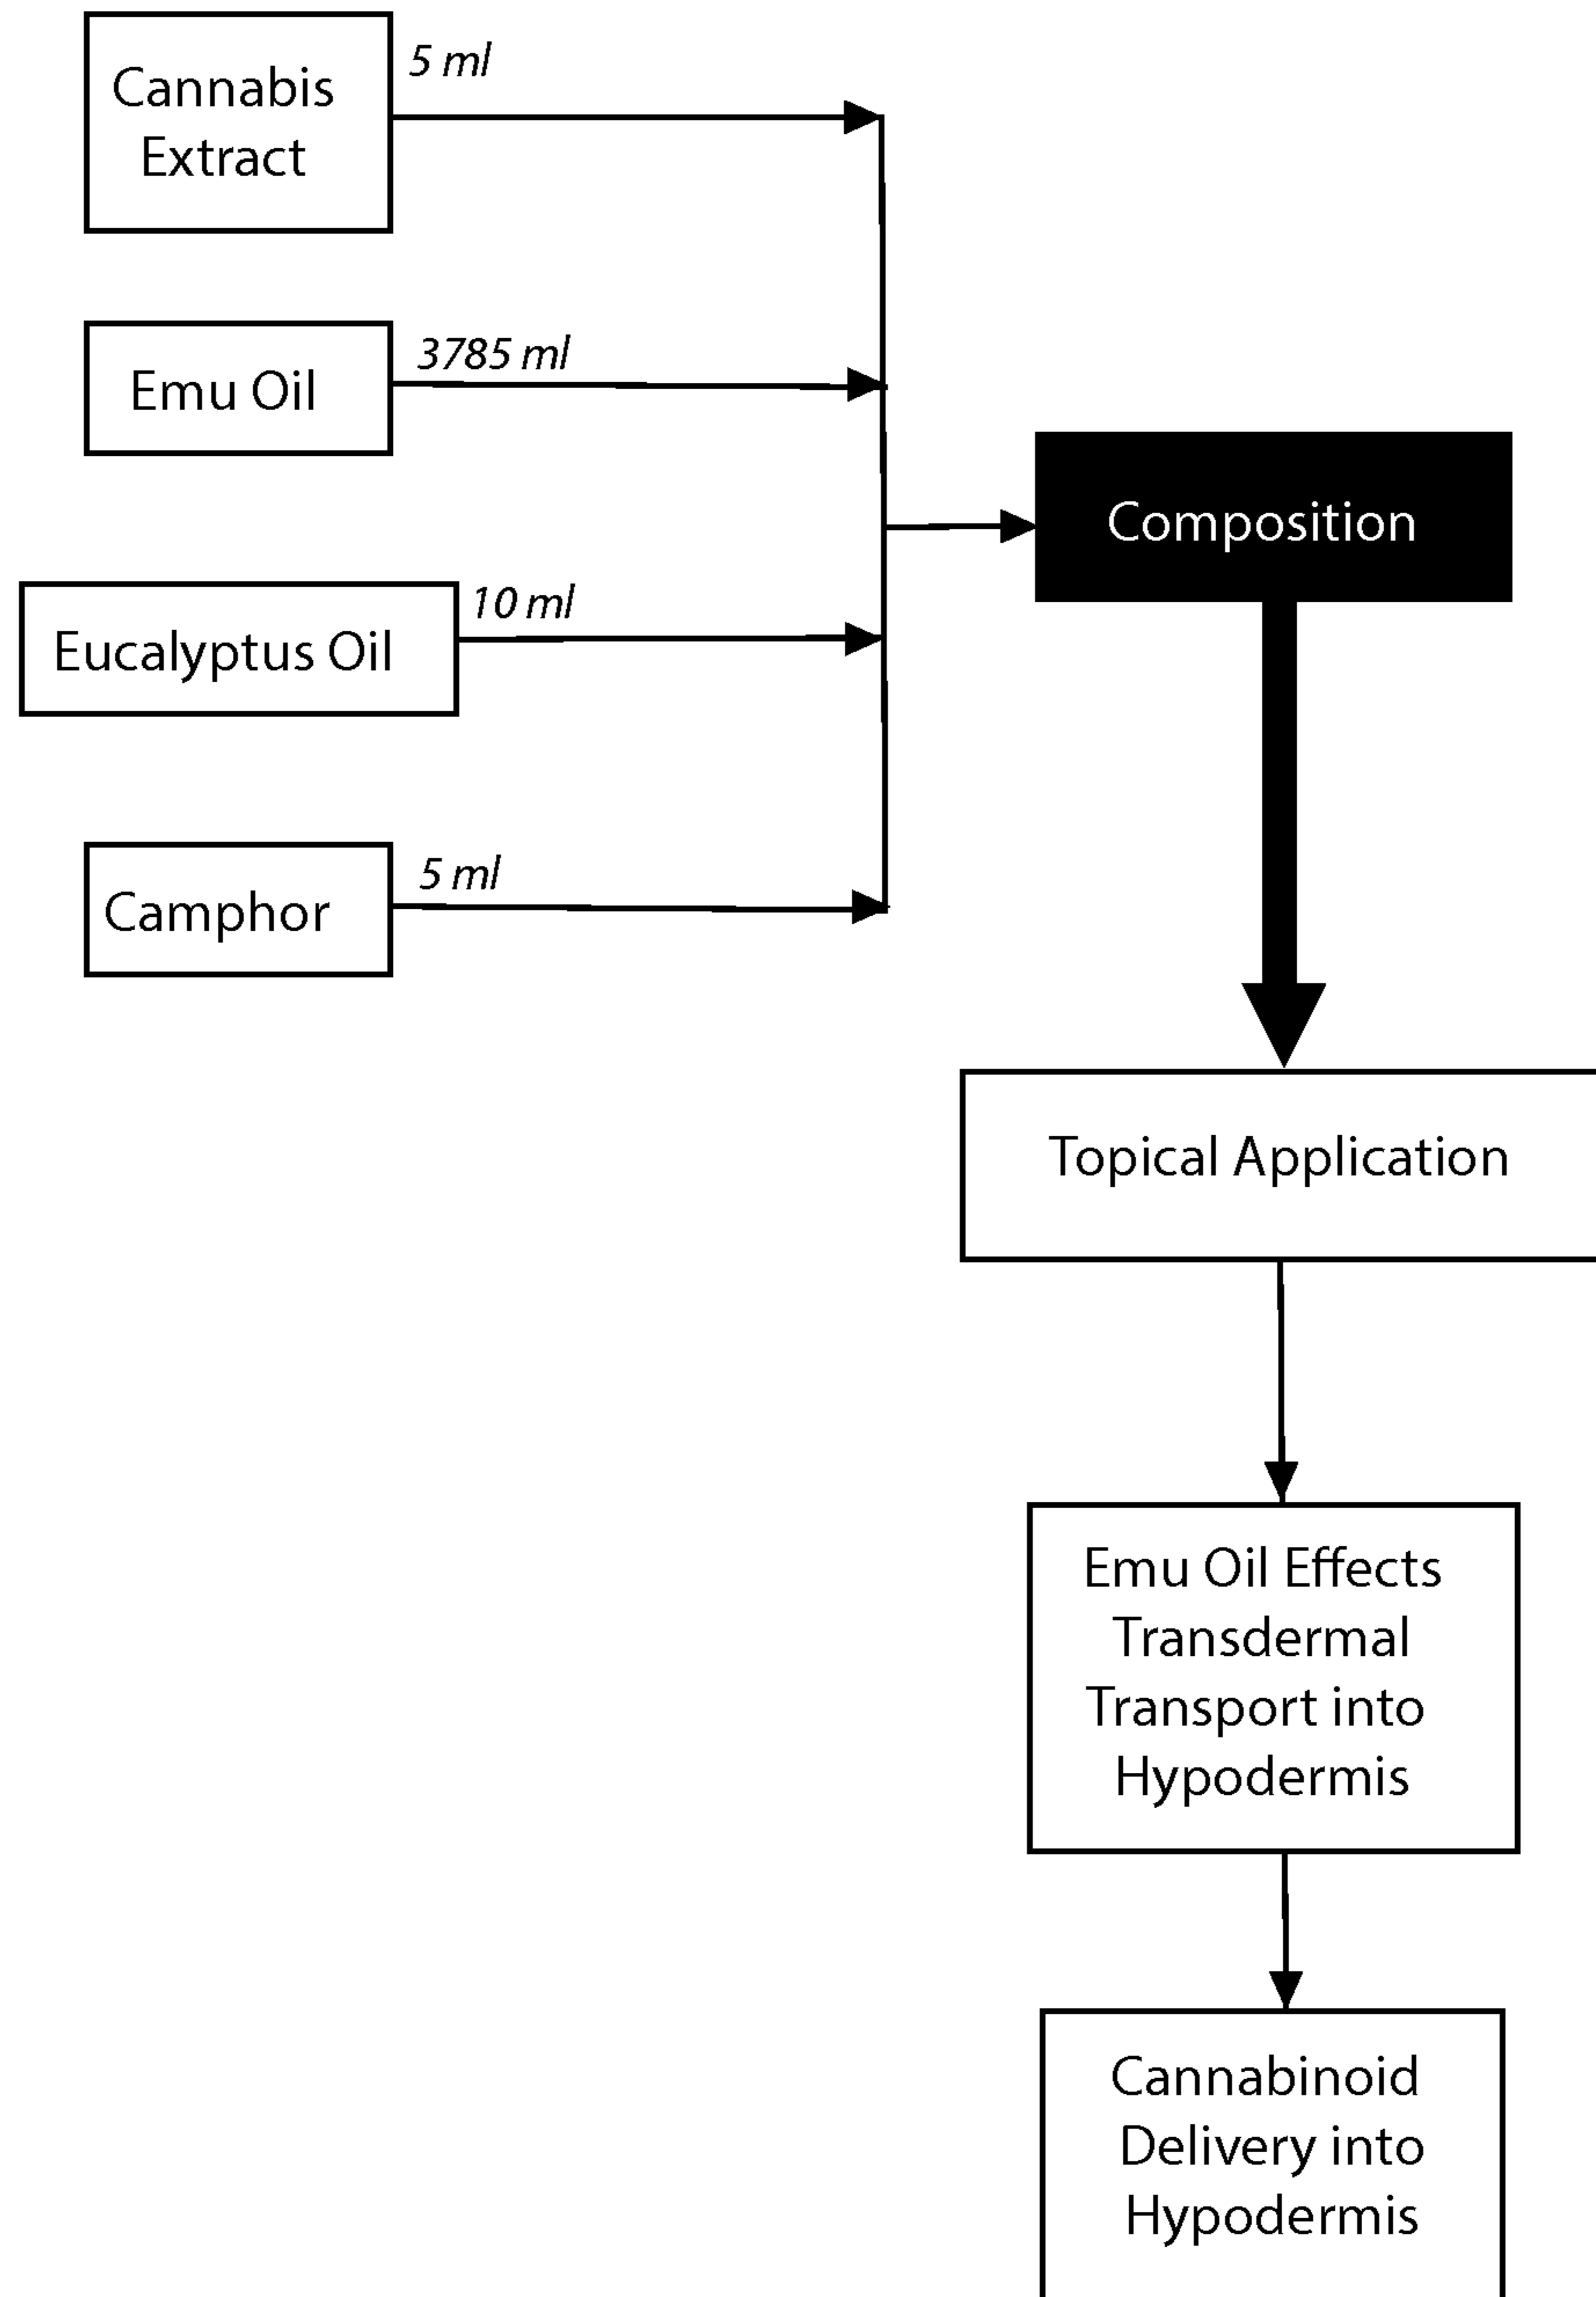 Cannabis
Extract
5 ml
Emu Oil
3785 ml
Eucalyptus Oil
10 ml
Camphor
5 ml
Composition
Topical Application
Emu Oil Effects
Transdermal
Transport into
Hypodermis
Cannabinoid
Delivery into
Hypodermis